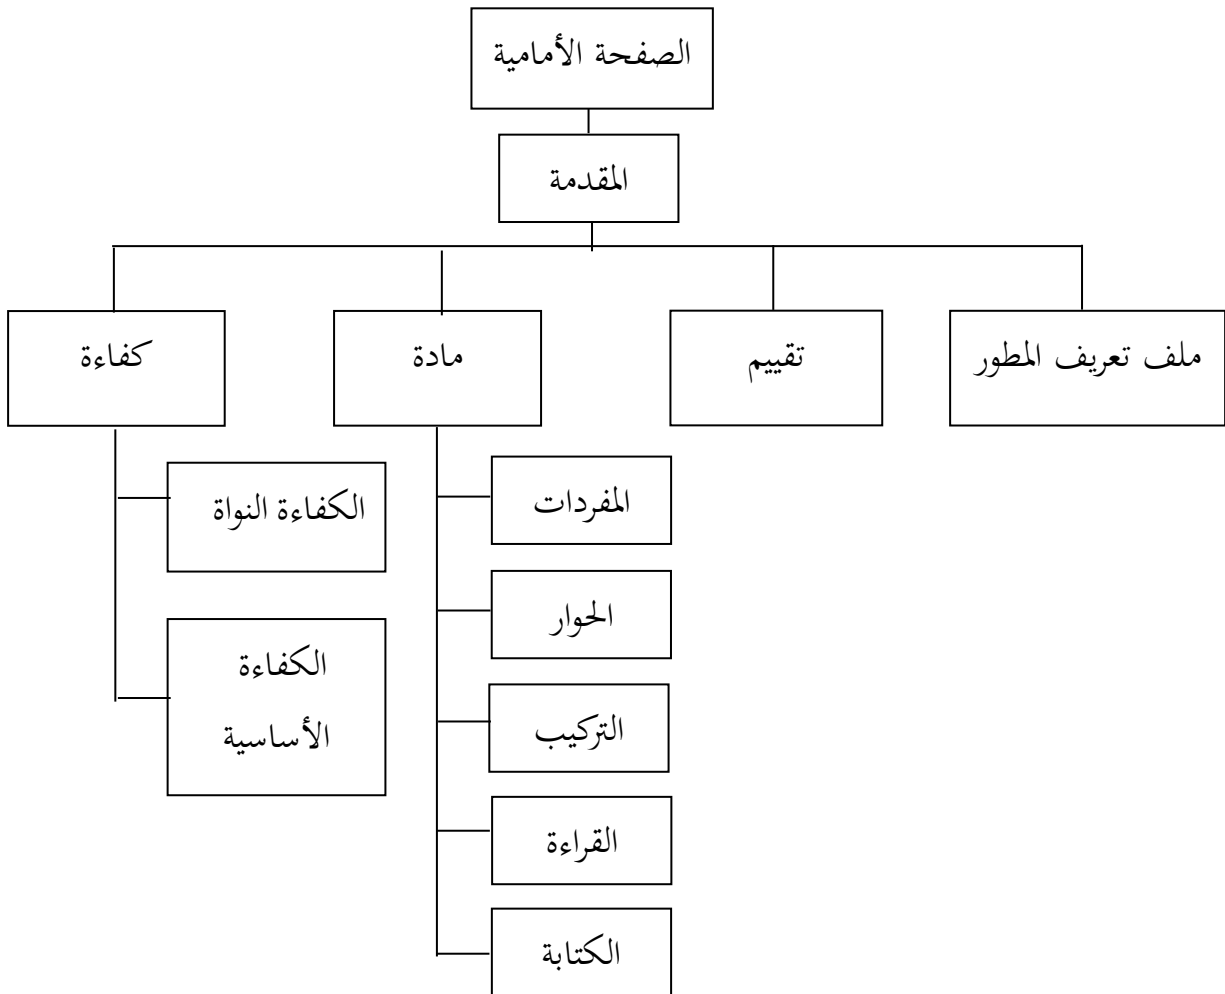 الصفحة الأمامية
المقدمة
ملف تعريف المطور
تقييم
مادة
كفاءة
المفردات
الحوار
التركيب
القراءة
الكتابة
الكفاءة النواة
الكفاءة
الأساسية